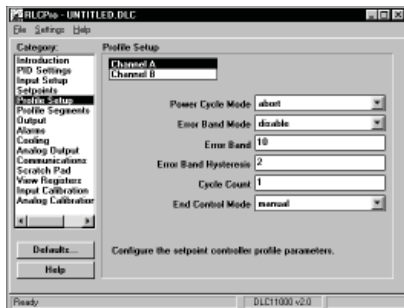 RLCPro - UNTITLED.DLC
File Settings Help
Category:
Introduction
PID Settings
Input Setup
Setpoints
Profile Setup
Profile Segments
Output
Alarms
Cooling
Analog Output
Communications
Scratch Pad
View Registers
Input Calibration
Analog Calibration
Defaults...
Help
Profile Setup
Channel A
Channel B
Power Cycle Mode abort
Error Band Mode disable
Error Band 10
Error Band Hysteresis 2
Cycle Count 1
End Control Mode manual
Configure the setpoint controller profile parameters.
Ready DLC11000 v2.0